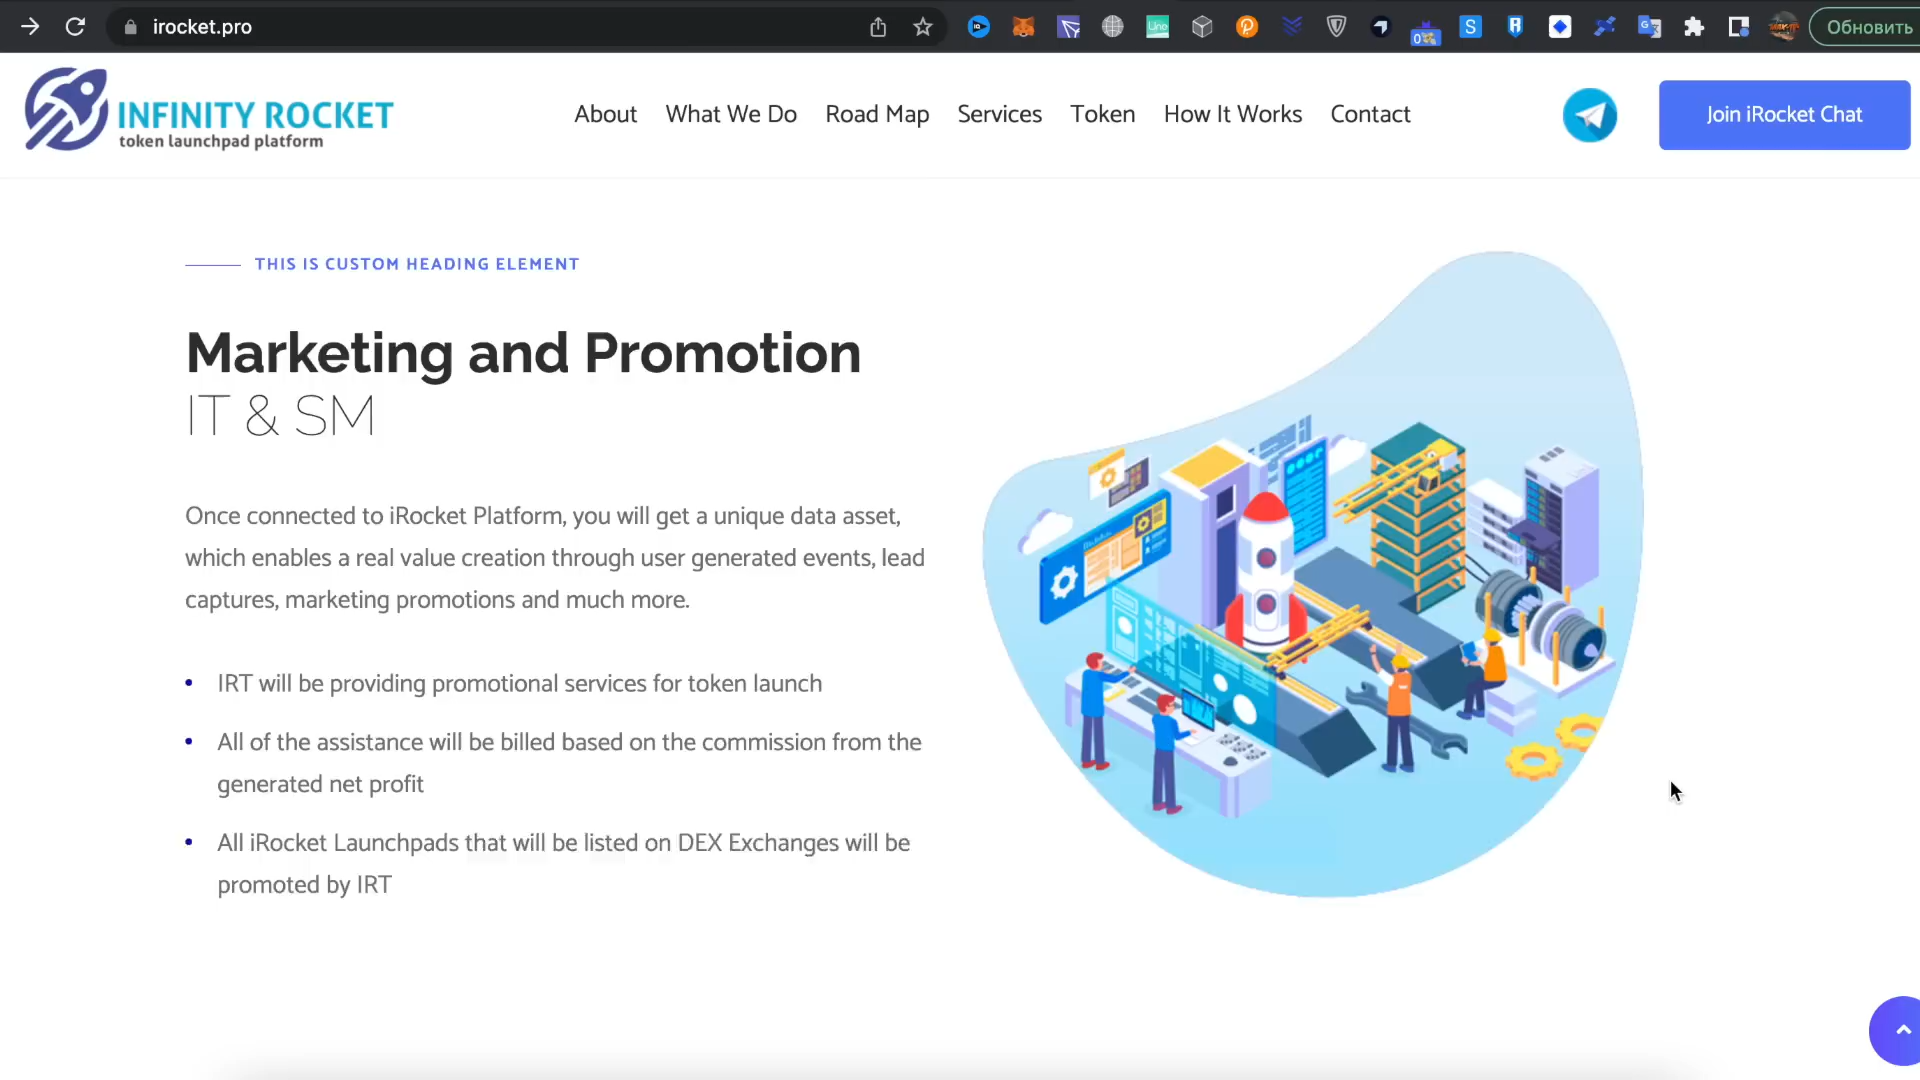 irocket.pro
Обновить
INFINITY ROCKET
token launchpad platform
About
What We Do
Road Map
Services
Token
How It Works
Contact
Join iRocket Chat
THIS IS CUSTOM HEADING ELEMENT
Marketing and Promotion
IT & SM
Once connected to iRocket Platform, you will get a unique data asset,
which enables a real value creation through user generated events, lead
captures, marketing promotions and much more.
IRT will be providing promotional services for token launch
All of the assistance will be billed based on the commission from the
generated net profit
All iRocket Launchpads that will be listed on DEX Exchanges will be
promoted by IRT